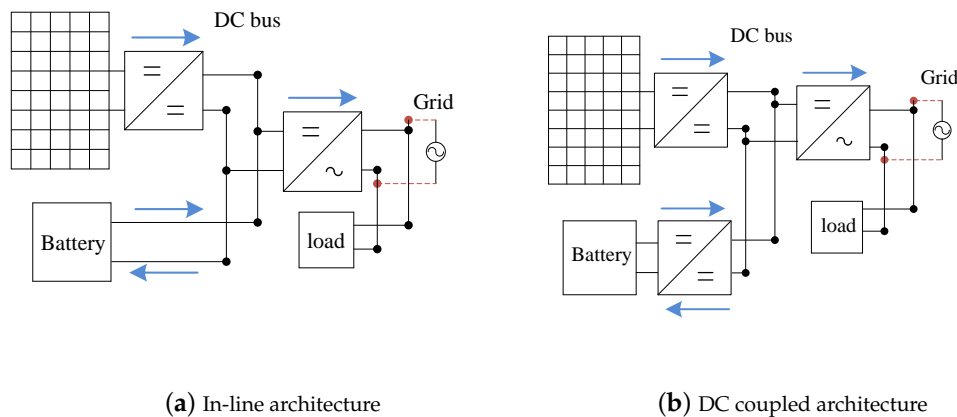 DC bus
Grid
Battery
load
(a) In-line architecture
DC bus
Grid
Battery
load
(b) DC coupled architecture